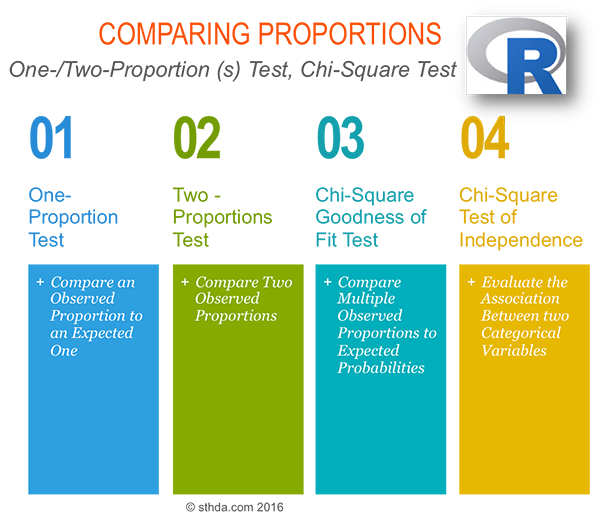 COMPARING PROPORTIONS
One-/Two-Proportion (s) Test, Chi-Square Test
R
01
One-
Proportion
Test
+ Compare an
Observed
Proportion to
an Expected
One
02
Two -
Proportions
Test
+ Compare Two
Observed
Proportions
03
Chi-Square
Goodness of
Fit Test
+ Compare
Multiple
Observed
Proportions to
Expected
Probabilities
04
Chi-Square
Test of
Independence
+ Evaluate the
Association
Between two
Categorical
Variables
© sthda.com 2016